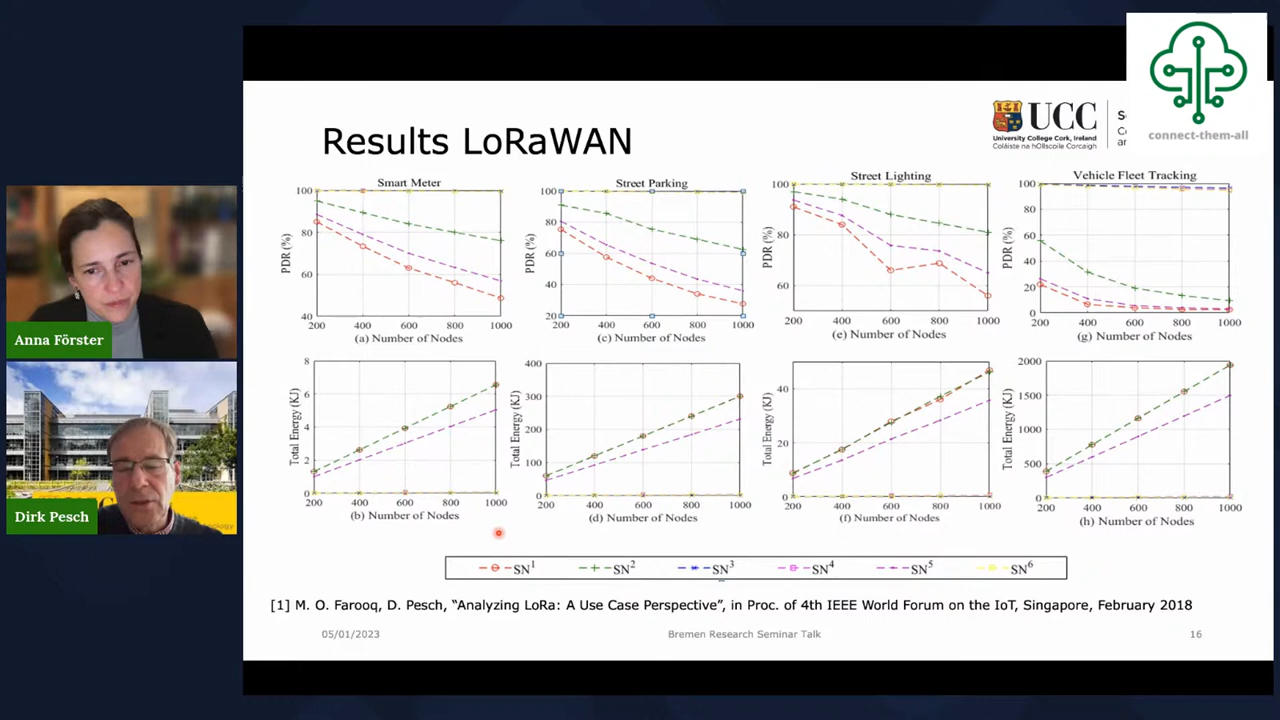 connect-them-all
UCC
University College Cork, Ireland
Coláiste na hOllscoile Corcaigh
Results LoRaWAN
Smart Meter
Street Parking
Street Lighting
Vehicle Fleet Tracking
PDR (%)
100
80
60
40
200 400 600 800 1000
(a) Number of Nodes
PDR (%)
100
80
60
40
20
200 400 600 800 1000
(c) Number of Nodes
PDR (%)
100
80
60
200 400 600 800 1000
(e) Number of Nodes
PDR (%)
100
80
60
40
20
0
200 400 600 800 1000
(g) Number of Nodes
Total Energy (KJ)
8
6
4
2
0
200 400 600 800 1000
(b) Number of Nodes
Total Energy (KJ)
400
300
200
100
0
200 400 600 800 1000
(d) Number of Nodes
Total Energy (KJ)
40
20
0
200 400 600 800 1000
(f) Number of Nodes
Total Energy (KJ)
2000
1500
1000
500
0
200 400 600 800 1000
(h) Number of Nodes
SN1 SN2 SN3 SN4 SN5 SN6
[1] M. O. Farooq, D. Pesch, “Analyzing LoRa: A Use Case Perspective”, in Proc. of 4th IEEE World Forum on the IoT, Singapore, February 2018
05/01/2023 Bremen Research Seminar Talk 16
Anna Förster
Dirk Pesch